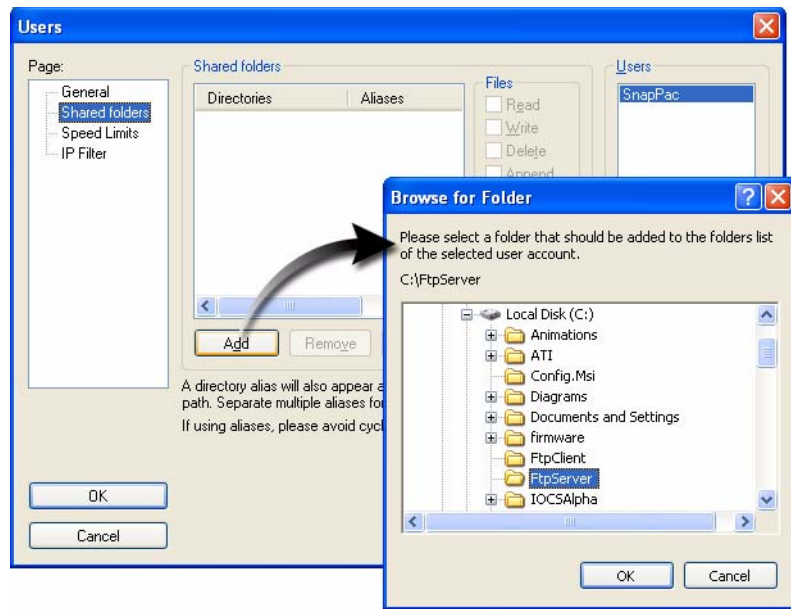 Users
Page:
General
Shared folders
Speed Limits
IP Filter
Shared folders
Directories
Aliases
Files
Read
Write
Delete
Append
Users
SnapPac
Add
Remove
A directory alias will also appear a
path. Separate multiple aliases for
If using aliases, please avoid cycl
OK
Cancel
Browse for Folder
Please select a folder that should be added to the folders list
of the selected user account.
C:\FtpServer
Local Disk (C:)
Animations
ATI
Config.Msi
Diagrams
Documents and Settings
firmware
FtpClient
FtpServer
IOCSAlpha
OK
Cancel